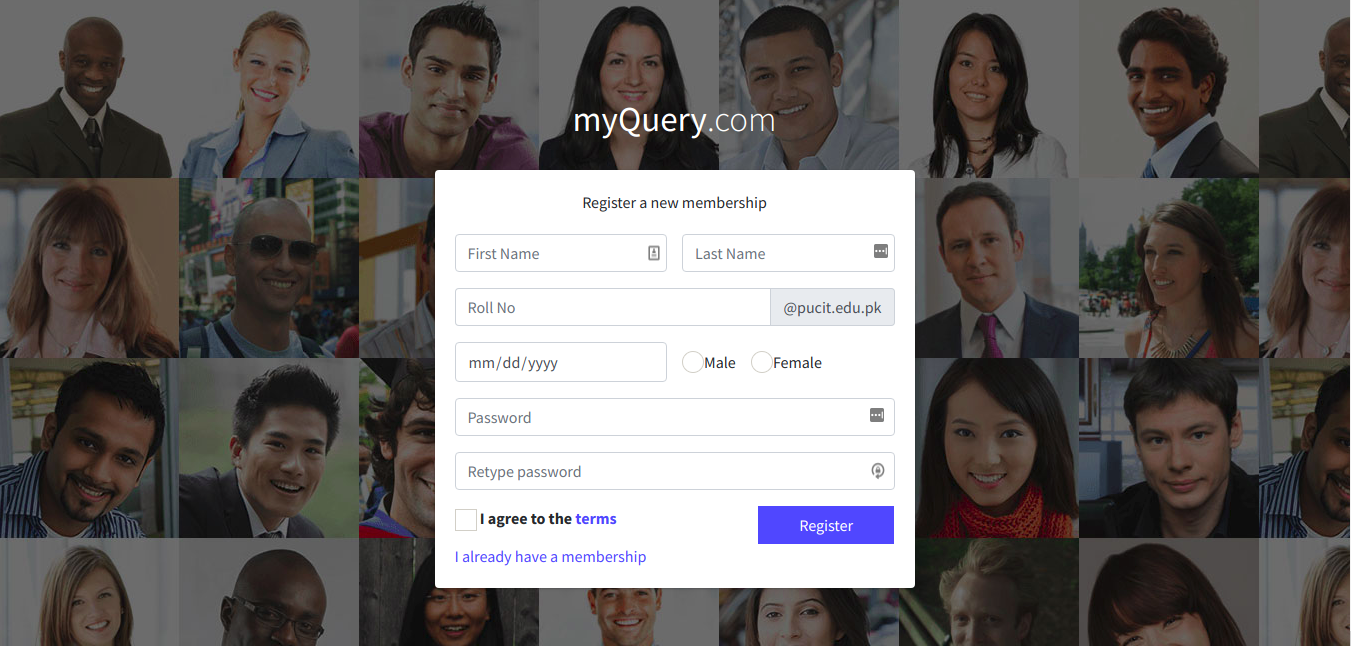 myQuery.com
Register a new membership
First Name Last Name
Roll No @pucit.edu.pk
mm/dd/yyyy Male Female
Password
Retype password
I agree to the terms Register
I already have a membership